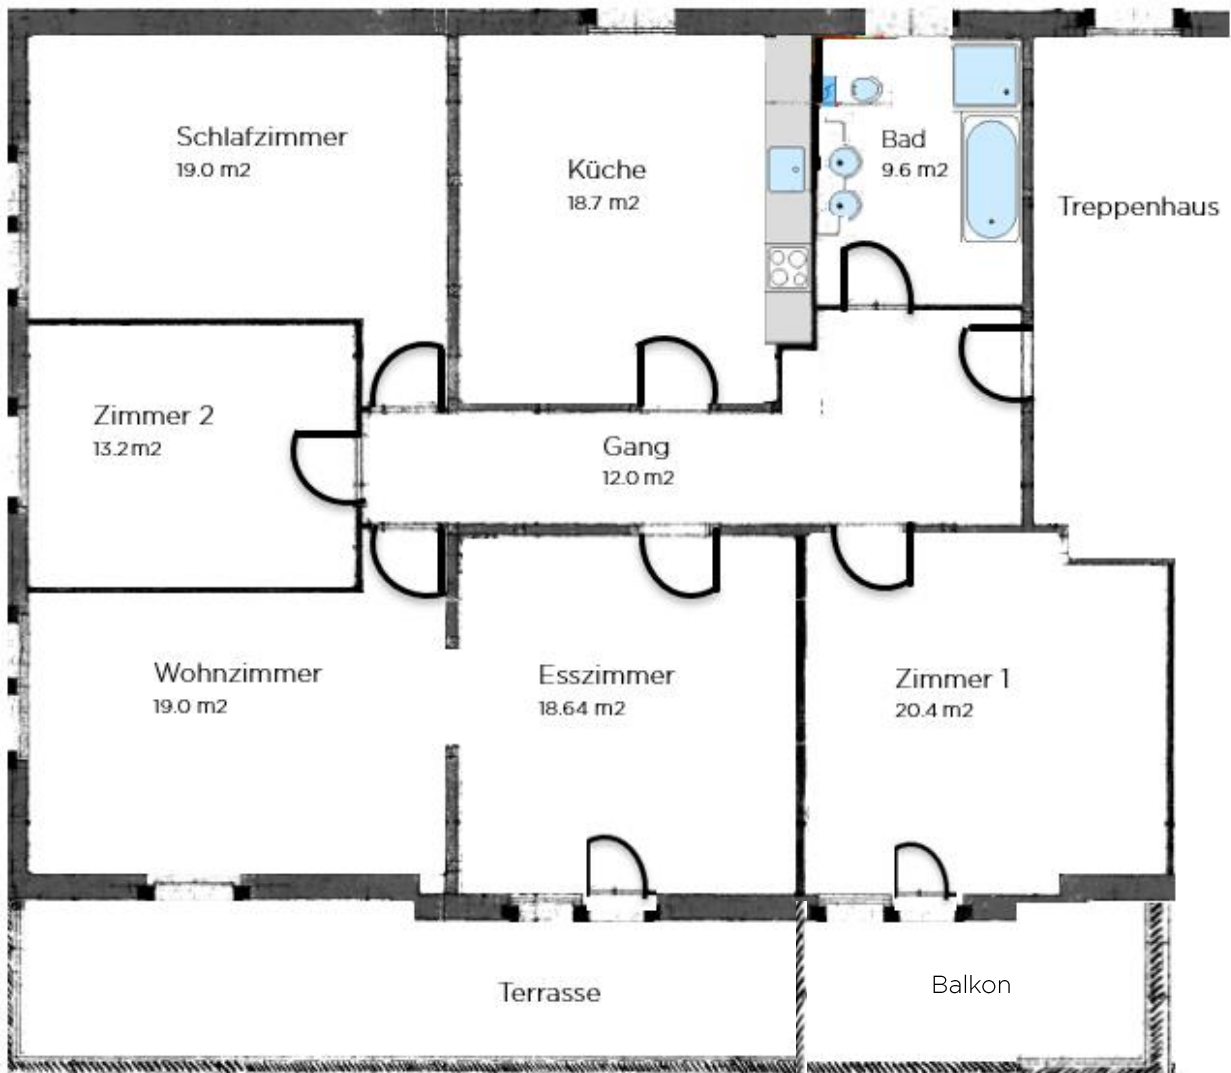 Schlafzimmer
19.0 m2
Küche
18.7 m2
Bad
9.6 m2
Treppenhaus
Zimmer 2
13.2m2
Gang
12.0 m2
Wohnzimmer
19.0 m2
Esszimmer
18.64 m2
Zimmer 1
20.4 m2
Terrasse
Balkon